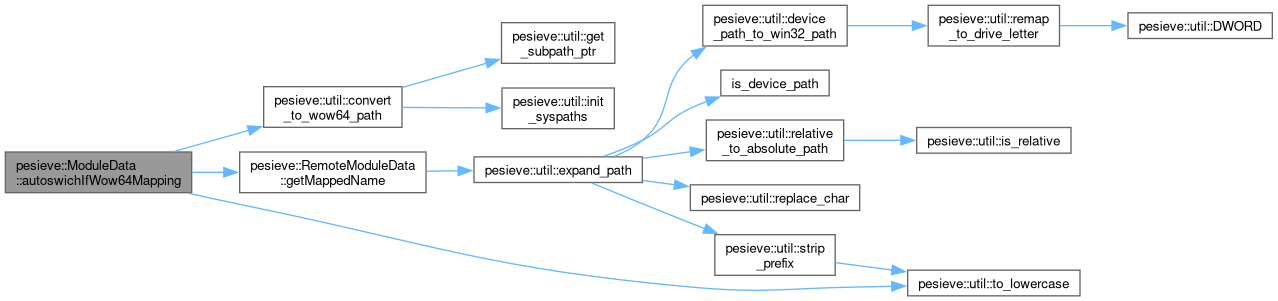 pesieve::ModuleData
::autoswichIfWow64Mapping
pesieve::util::convert
_to_wow64_path
pesieve::util::get
_subpath_ptr
pesieve::util::init
_syspaths
pesieve::RemoteModuleData
::getMappedName
pesieve::util::expand_path
pesieve::util::device
_path_to_win32_path
pesieve::util::remap
_to_drive_letter
pesieve::util::DWORD
is_device_path
pesieve::util::relative
_to_absolute_path
pesieve::util::is_relative
pesieve::util::replace_char
pesieve::util::strip
_prefix
pesieve::util::to_lowercase